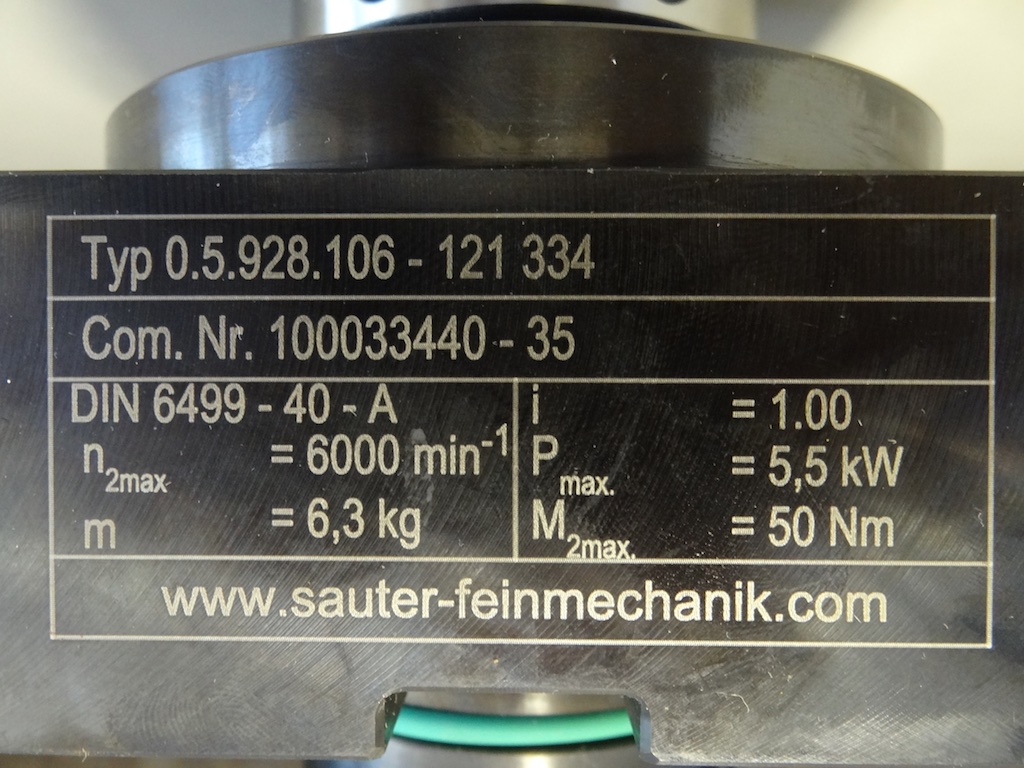 Typ 0.5.928.106 - 121 334
Com. Nr. 100033440 - 35
DIN 6499 - 40 - A
n2max = 6000 min-1
m = 6,3 kg
i = 1.00
Pmax. = 5,5 kW
M2max. = 50 Nm
www.sauter-feinmechanik.com